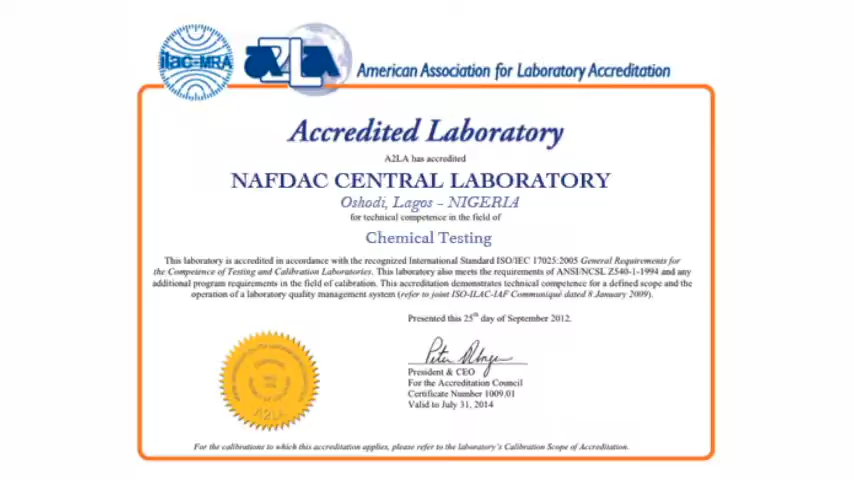 ilac-MRA
A2LA
American Association for Laboratory Accreditation
Accredited Laboratory
A2LA has accredited
NAFDAC CENTRAL LABORATORY
Oshodi, Lagos - NIGERIA
for technical competence in the field of
Chemical Testing
This laboratory is accredited in accordance with the recognized International Standard ISO/IEC 17025:2005 General Requirements for
the Competence of Testing and Calibration Laboratories. This laboratory also meets the requirements of ANSI/NCSL Z540-1-1994 and any
additional program requirements in the field of calibration. This accreditation demonstrates technical competence for a defined scope and the
operation of a laboratory quality management system (refer to joint ISO-ILAC-IAF Communiqué dated 8 January 2009).
Presented this 25th day of September 2012.
Peter
President & CEO
For the Accreditation Council
Certificate Number 1009.01
Valid to July 31, 2014
A2LA
For the calibrations to which this accreditation applies, please refer to the laboratory's Calibration Scope of Accreditation.